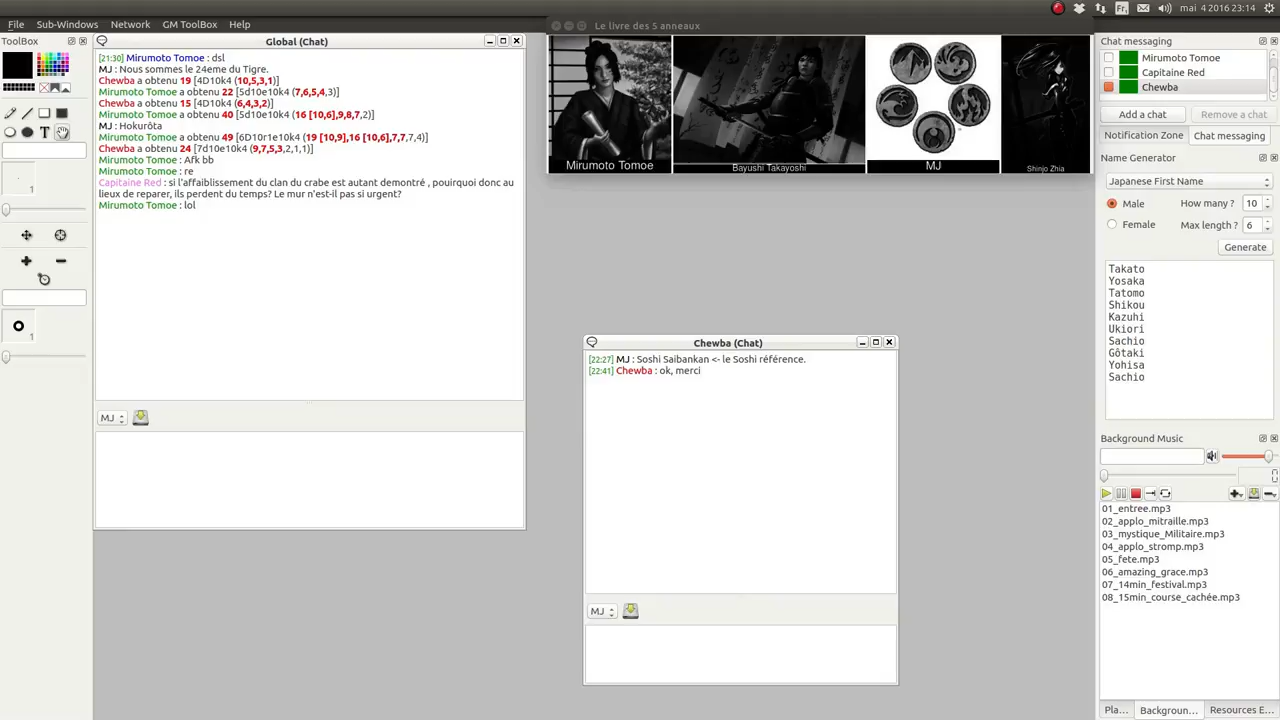 File Sub-Windows Network GM ToolBox Help
Fr
mai 4 2016 23:14
ToolBox
1
1
Global (Chat)
[21:30] Mirumoto Tomoe : dsl
MJ : Nous sommes le 24eme du Tigre.
Chewba a obtenu 19 [4D10k4 (10,5,3,1)]
Mirumoto Tomoe a obtenu 22 [5d10e10k4 (7,6,5,4,3)]
Chewba a obtenu 15 [4D10k4 (6,4,3,2)]
Mirumoto Tomoe a obtenu 40 [5d10e10k4 (16 [10,6],9,8,7,2)]
MJ : Hokurôta
Mirumoto Tomoe a obtenu 49 [6D10r1e10k4 (19 [10,9],16 [10,6],7,7,7,4)]
Chewba a obtenu 24 [7d10e10k4 (9,7,5,3,2,1,1)]
Mirumoto Tomoe : Afk bb
Mirumoto Tomoe : re
Capitaine Red : si l'affaiblissement du clan du crabe est autant demontré , pouirquoi donc au
lieux de reparer, ils perdent du temps? Le mur n'est-il pas si urgent?
Mirumoto Tomoe : lol
MJ
Le livre des 5 anneaux
Mirumoto Tomoe
Bayushi Takayoshi
MJ
Shinjo Zhia
Chewba (Chat)
[22:27] MJ : Soshi Saibankan <- le Soshi référence.
[22:41] Chewba : ok, merci
MJ
Chat messaging
Mirumoto Tomoe
Capitaine Red
Chewba
Add a chat
Remove a chat
Notification Zone
Chat messaging
Name Generator
Japanese First Name
Male
How many ? 10
Female
Max length ? 6
Generate
Takato
Yosaka
Tatomo
Shikou
Kazuhi
Ukiori
Sachio
Gôtaki
Yohisa
Sachio
Background Music
01_entree.mp3
02_applo_mitraille.mp3
03_mystique_Militaire.mp3
04_applo_stromp.mp3
05_fete.mp3
06_amazing_grace.mp3
07_14min_festival.mp3
08_15min_course_cachée.mp3
Pla...
Backgroun...
Resources E...